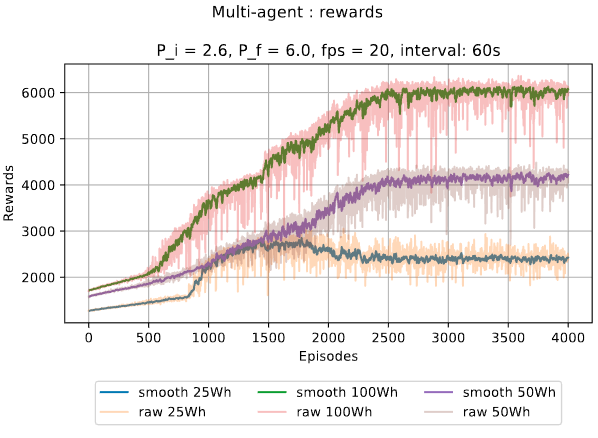 Multi-agent : rewards
P_i = 2.6, P_f = 6.0, fps = 20, interval: 60s
6000
5000
4000
3000
2000
Rewards
0 500 1000 1500 2000 2500 3000 3500 4000
Episodes
smooth 25Wh smooth 100Wh smooth 50Wh
raw 25Wh raw 100Wh raw 50Wh